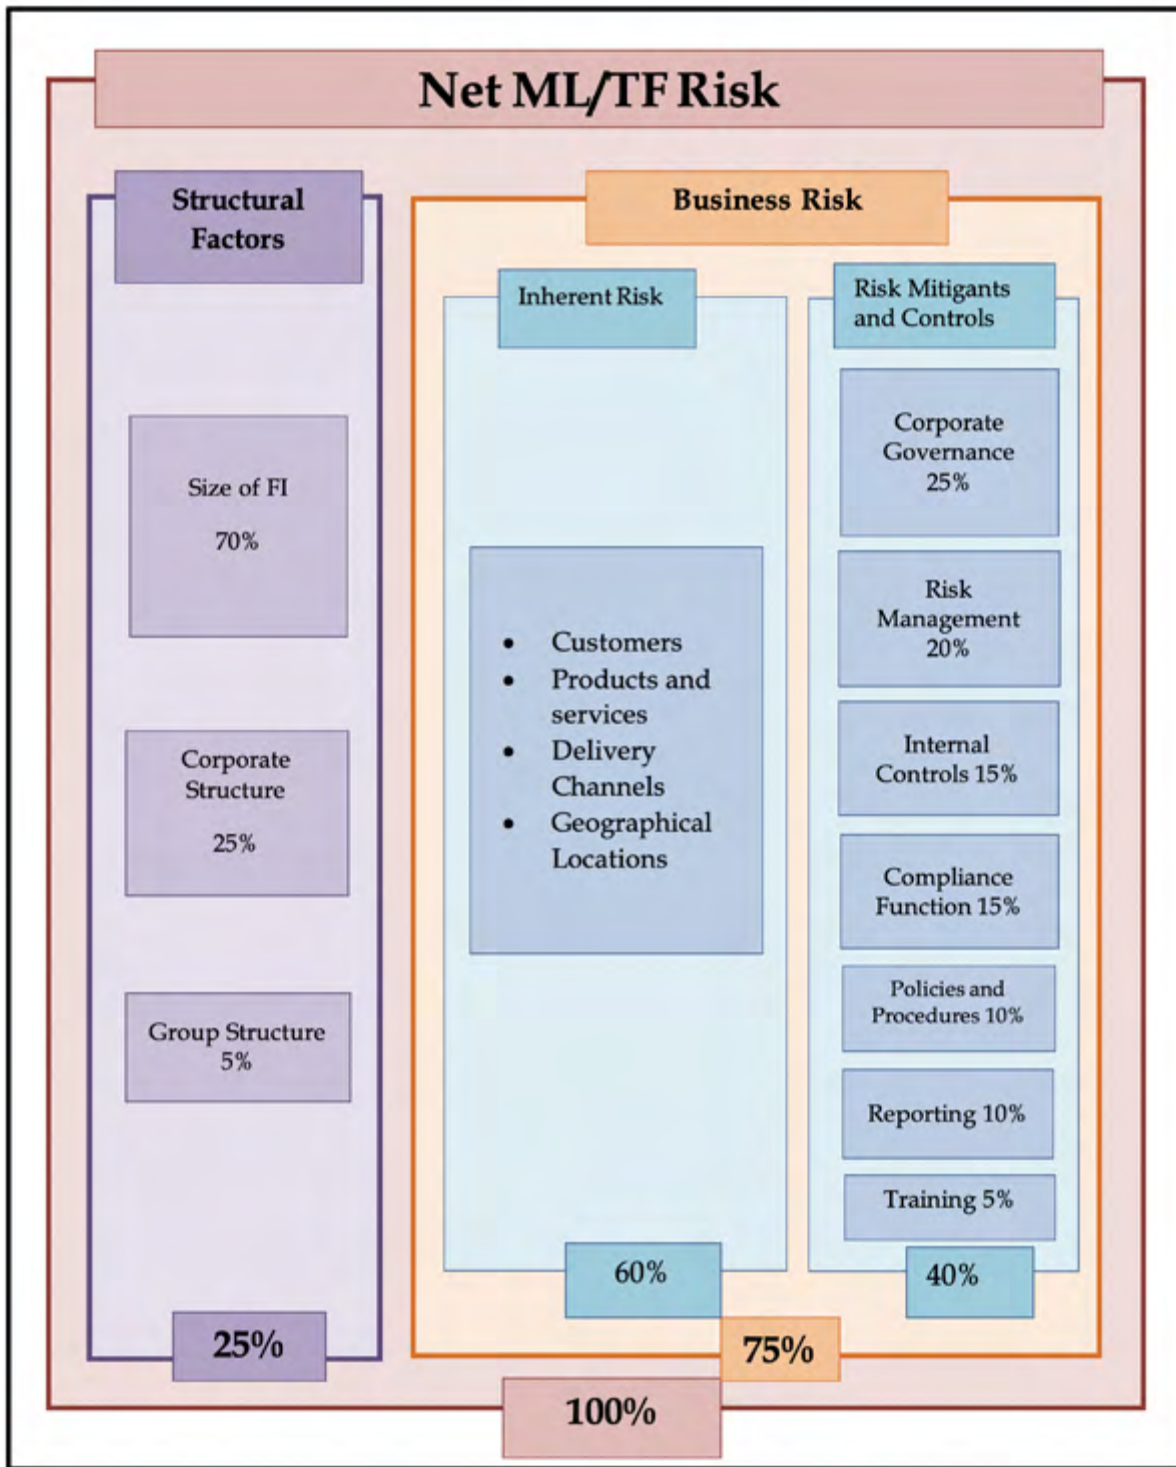 Net ML/TF Risk
Structural
Factors
Size of FI
70%
Corporate
Structure
25%
Group Structure
5%
25%
Business Risk
Inherent Risk
• Customers
• Products and
services
• Delivery
Channels
• Geographical
Locations
60%
Risk Mitigants
and Controls
Corporate
Governance
25%
Risk
Management
20%
Internal
Controls 15%
Compliance
Function 15%
Policies and
Procedures 10%
Reporting 10%
Training 5%
40%
75%
100%